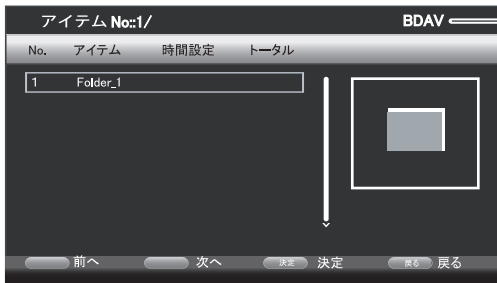 アイテム No::1/ BDAV
No. アイテム 時間設定 トータル
1 Folder_1
前へ 次へ 決定 決定 戻る 戻る